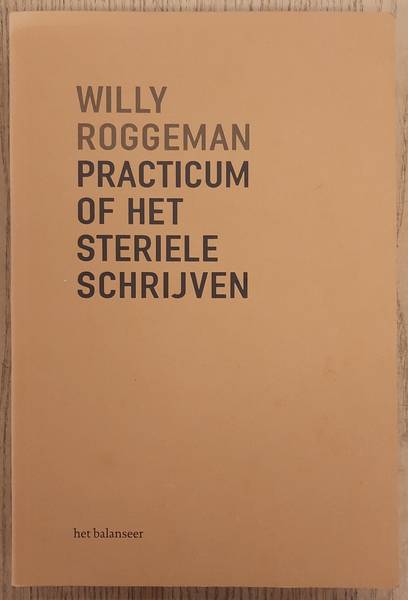 WILLY
ROGGEMAN
PRACTICUM
OF HET
STERIELE
SCHRIJVEN
het balanseer